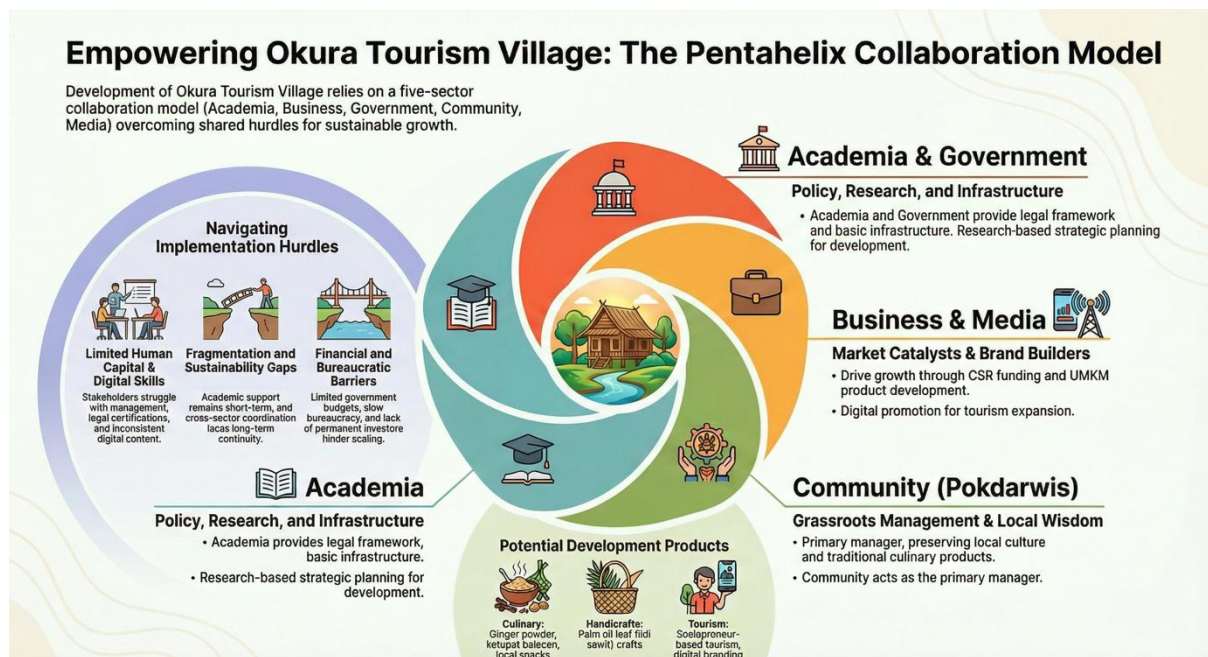 Empowering Okura Tourism Village: The Pentahelix Collaboration Model
Development of Okura Tourism Village relies on a five-sector
collaboration model (Academia, Business, Government, Community,
Media) overcoming shared hurdles for sustainable growth.
Navigating
Implementation Hurdles
Limited Human
Capital &
Digital Skills
Stakeholders struggle
with management,
legal certifications,
and inconsistent
digital content.
Fragmentation and
Sustainability Gaps
Academic support
remains short-term, and
cross-sector coordination
lacas long-term
continuity.
Financial and
Bureaucratic
Barriers
Limited government
budgets, slow
bureaucracy, and lack
of permanent investore
hinder scaling.
Academia & Government
Policy, Research, and Infrastructure
• Academia and Government provide legal framework
and basic infrastructure. Research-based strategic planning
for development.
Business & Media
Market Catalysts & Brand Builders
• Drive growth through CSR funding and UMKM
product development.
• Digital promotion for tourism expansion.
Academia
Policy, Research, and Infrastructure
• Academia provides legal framework,
basic infrastructure.
• Research-based strategic planning for
development.
Community (Pokdarwis)
Grassroots Management & Local Wisdom
• Primary manager, preserving local culture
and traditional culinary products.
• Community acts as the primary manager.
Potential Development Products
Culinary:
Ginger powder,
ketupat balecen,
local snacks
Handicrafte:
Palm oil leaf fiidi
sawit) crafts
Tourism:
Soelaproneur-
based taurism,
digital branding